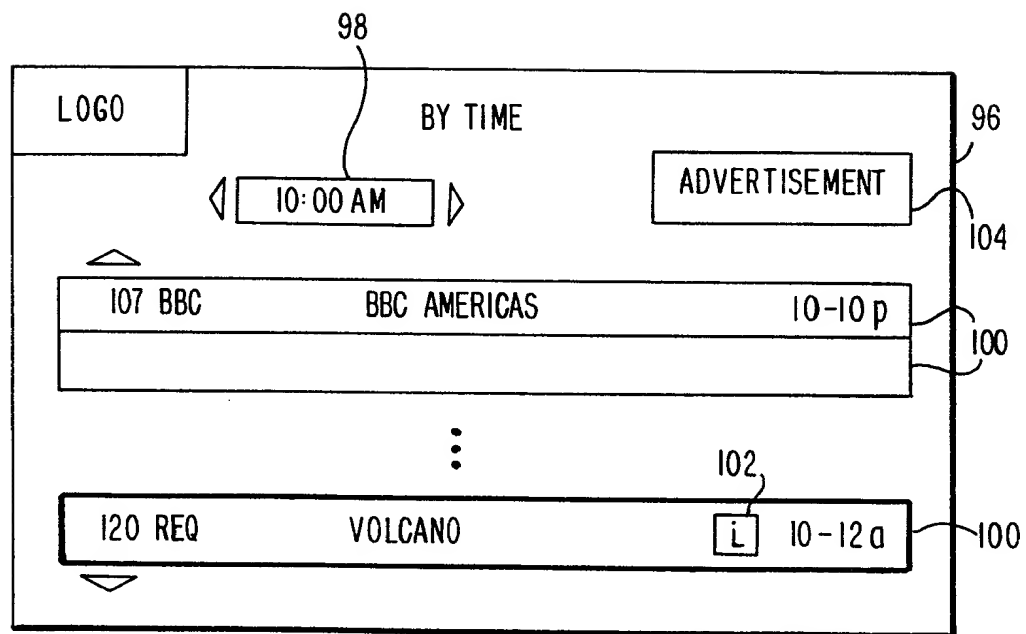 98
LOGO
BY TIME
96
10:00 AM
ADVERTISEMENT
104
107 BBC BBC AMERICAS 10-10 p
100
102
120 REQ VOLCANO i 10-12 a
100